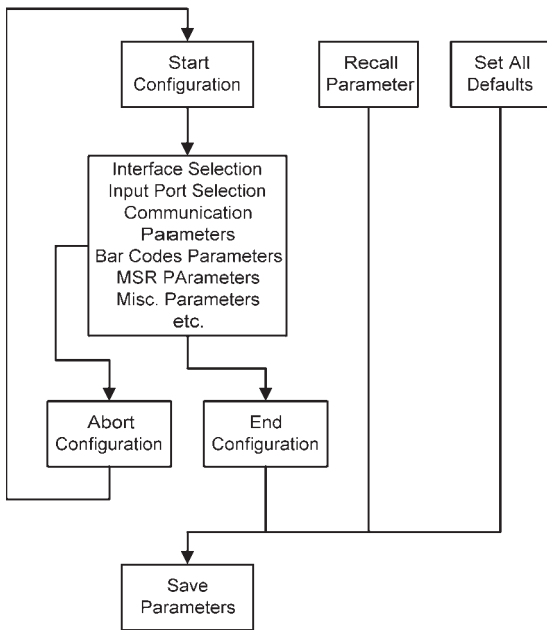 Start
Configuration
Recall
Parameter
Set All
Defaults
Interface Selection
Input Port Selection
Communication
Parameters
Bar Codes Parameters
MSR PArameters
Misc. Parameters
etc.
Abort
Configuration
End
Configuration
Save
Parameters